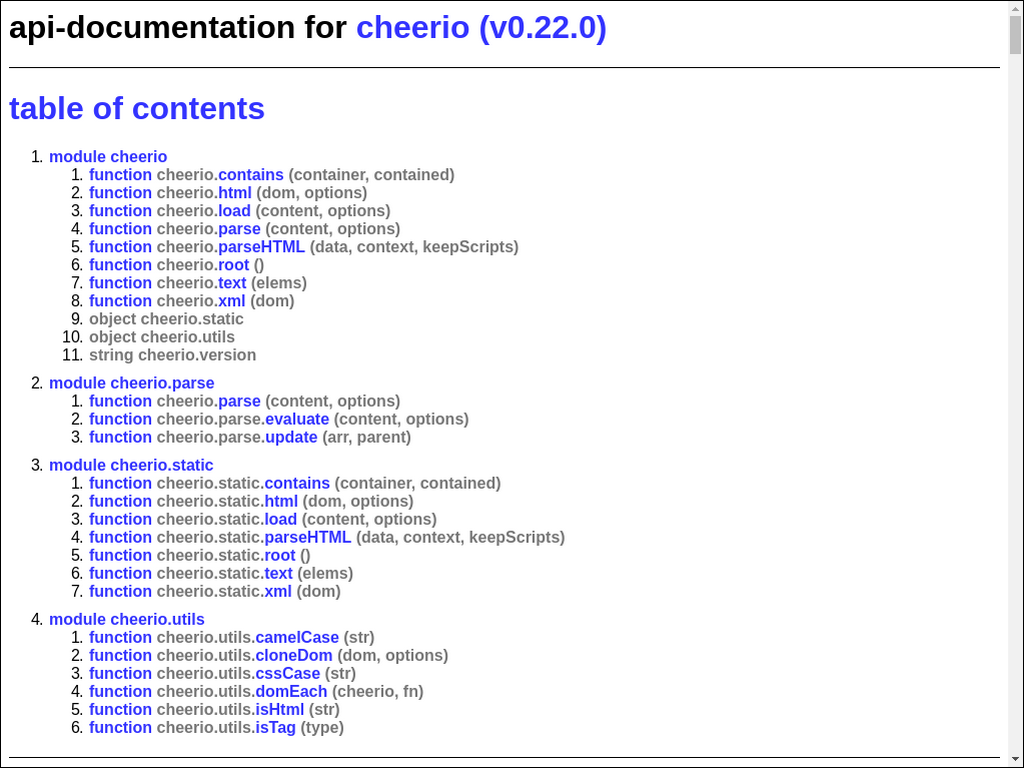 api-documentation for cheerio (v0.22.0)
table of contents
1. module cheerio
1. function cheerio.contains (container, contained)
2. function cheerio.html (dom, options)
3. function cheerio.load (content, options)
4. function cheerio.parse (content, options)
5. function cheerio.parseHTML (data, context, keepScripts)
6. function cheerio.root ()
7. function cheerio.text (elems)
8. function cheerio.xml (dom)
9. object cheerio.static
10. object cheerio.utils
11. string cheerio.version
2. module cheerio.parse
1. function cheerio.parse (content, options)
2. function cheerio.parse.evaluate (content, options)
3. function cheerio.parse.update (arr, parent)
3. module cheerio.static
1. function cheerio.static.contains (container, contained)
2. function cheerio.static.html (dom, options)
3. function cheerio.static.load (content, options)
4. function cheerio.static.parseHTML (data, context, keepScripts)
5. function cheerio.static.root ()
6. function cheerio.static.text (elems)
7. function cheerio.static.xml (dom)
4. module cheerio.utils
1. function cheerio.utils.camelCase (str)
2. function cheerio.utils.cloneDom (dom, options)
3. function cheerio.utils.cssCase (str)
4. function cheerio.utils.domEach (cheerio, fn)
5. function cheerio.utils.isHtml (str)
6. function cheerio.utils.isTag (type)